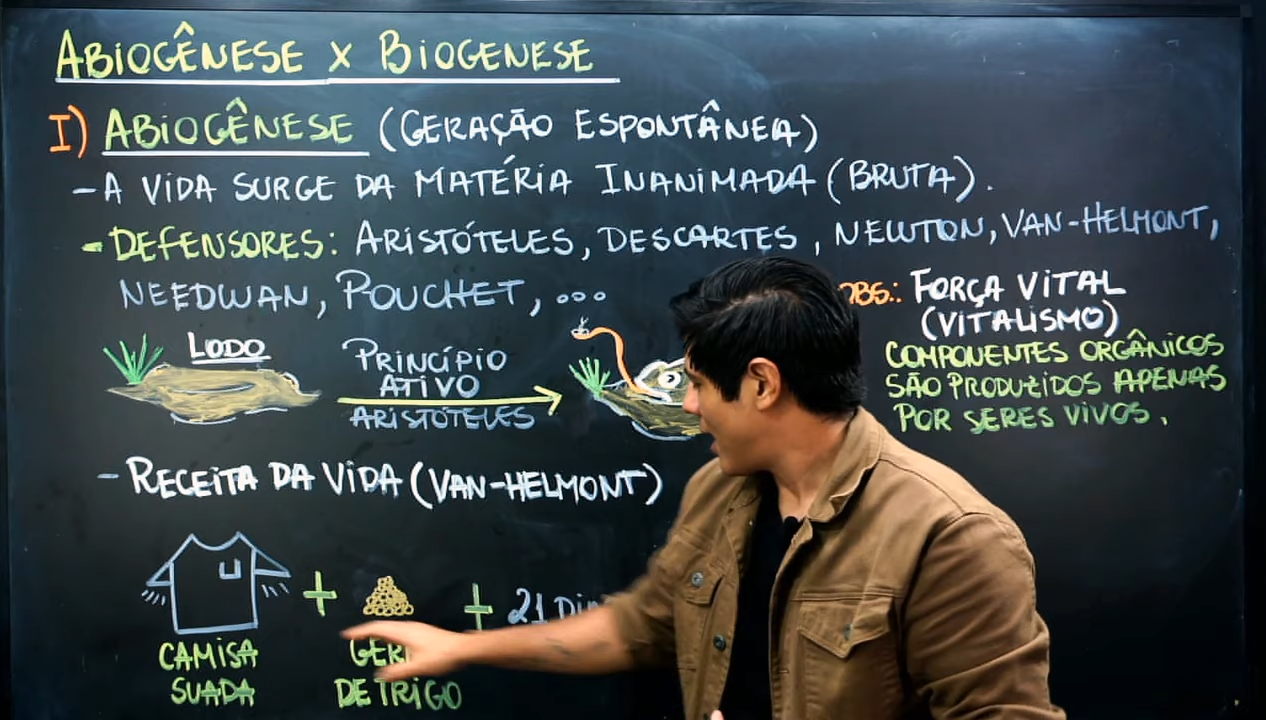 ABIOGÊNESE X BIOGENESE
I) ABIOGÊNESE (GERAÇÃO ESPONTÂNEA)
- A VIDA SURGE DA MATÉRIA INANIMADA (BRUTA).
- DEFENSORES: ARISTÓTELES, DESCARTES, NEWTON, VAN-HELMONT,
NEEDWAN, POUCHET, ...
OBS.: FORÇA VITAL
(VITALISMO)
COMPONENTES ORGÂNICOS
SÃO PRODUZIDOS APENAS
POR SERES VIVOS.
LODO
PRINCÍPIO
ATIVO
ARISTÓTELES
- RECEITA DA VIDA (VAN-HELMONT)
+ + 21
CAMISA
SUADA
DE TRIGO